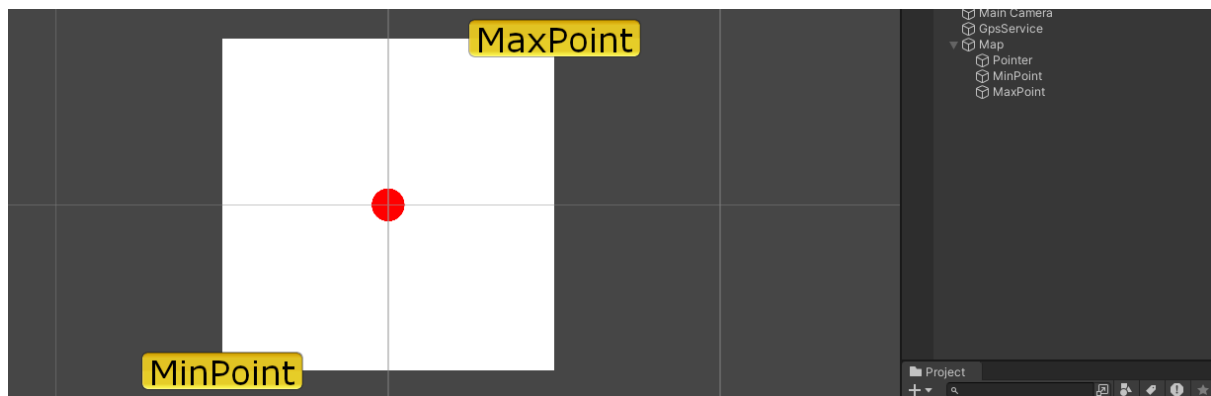 MaxPoint
MinPoint
Main Camera
GpsService
Map
Pointer
MinPoint
MaxPoint
Project